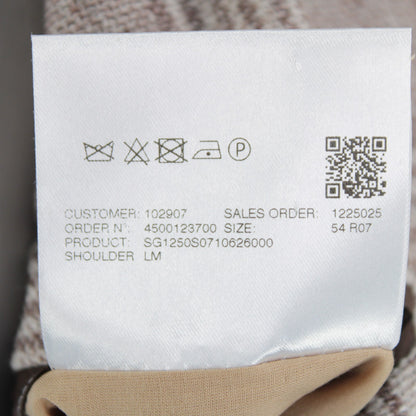 P
CUSTOMER: 102907 SALES ORDER: 1225025
ORDER N°: 4500123700 SIZE: 54 R07
PRODUCT: SG1250S0710626000
SHOULDER LM